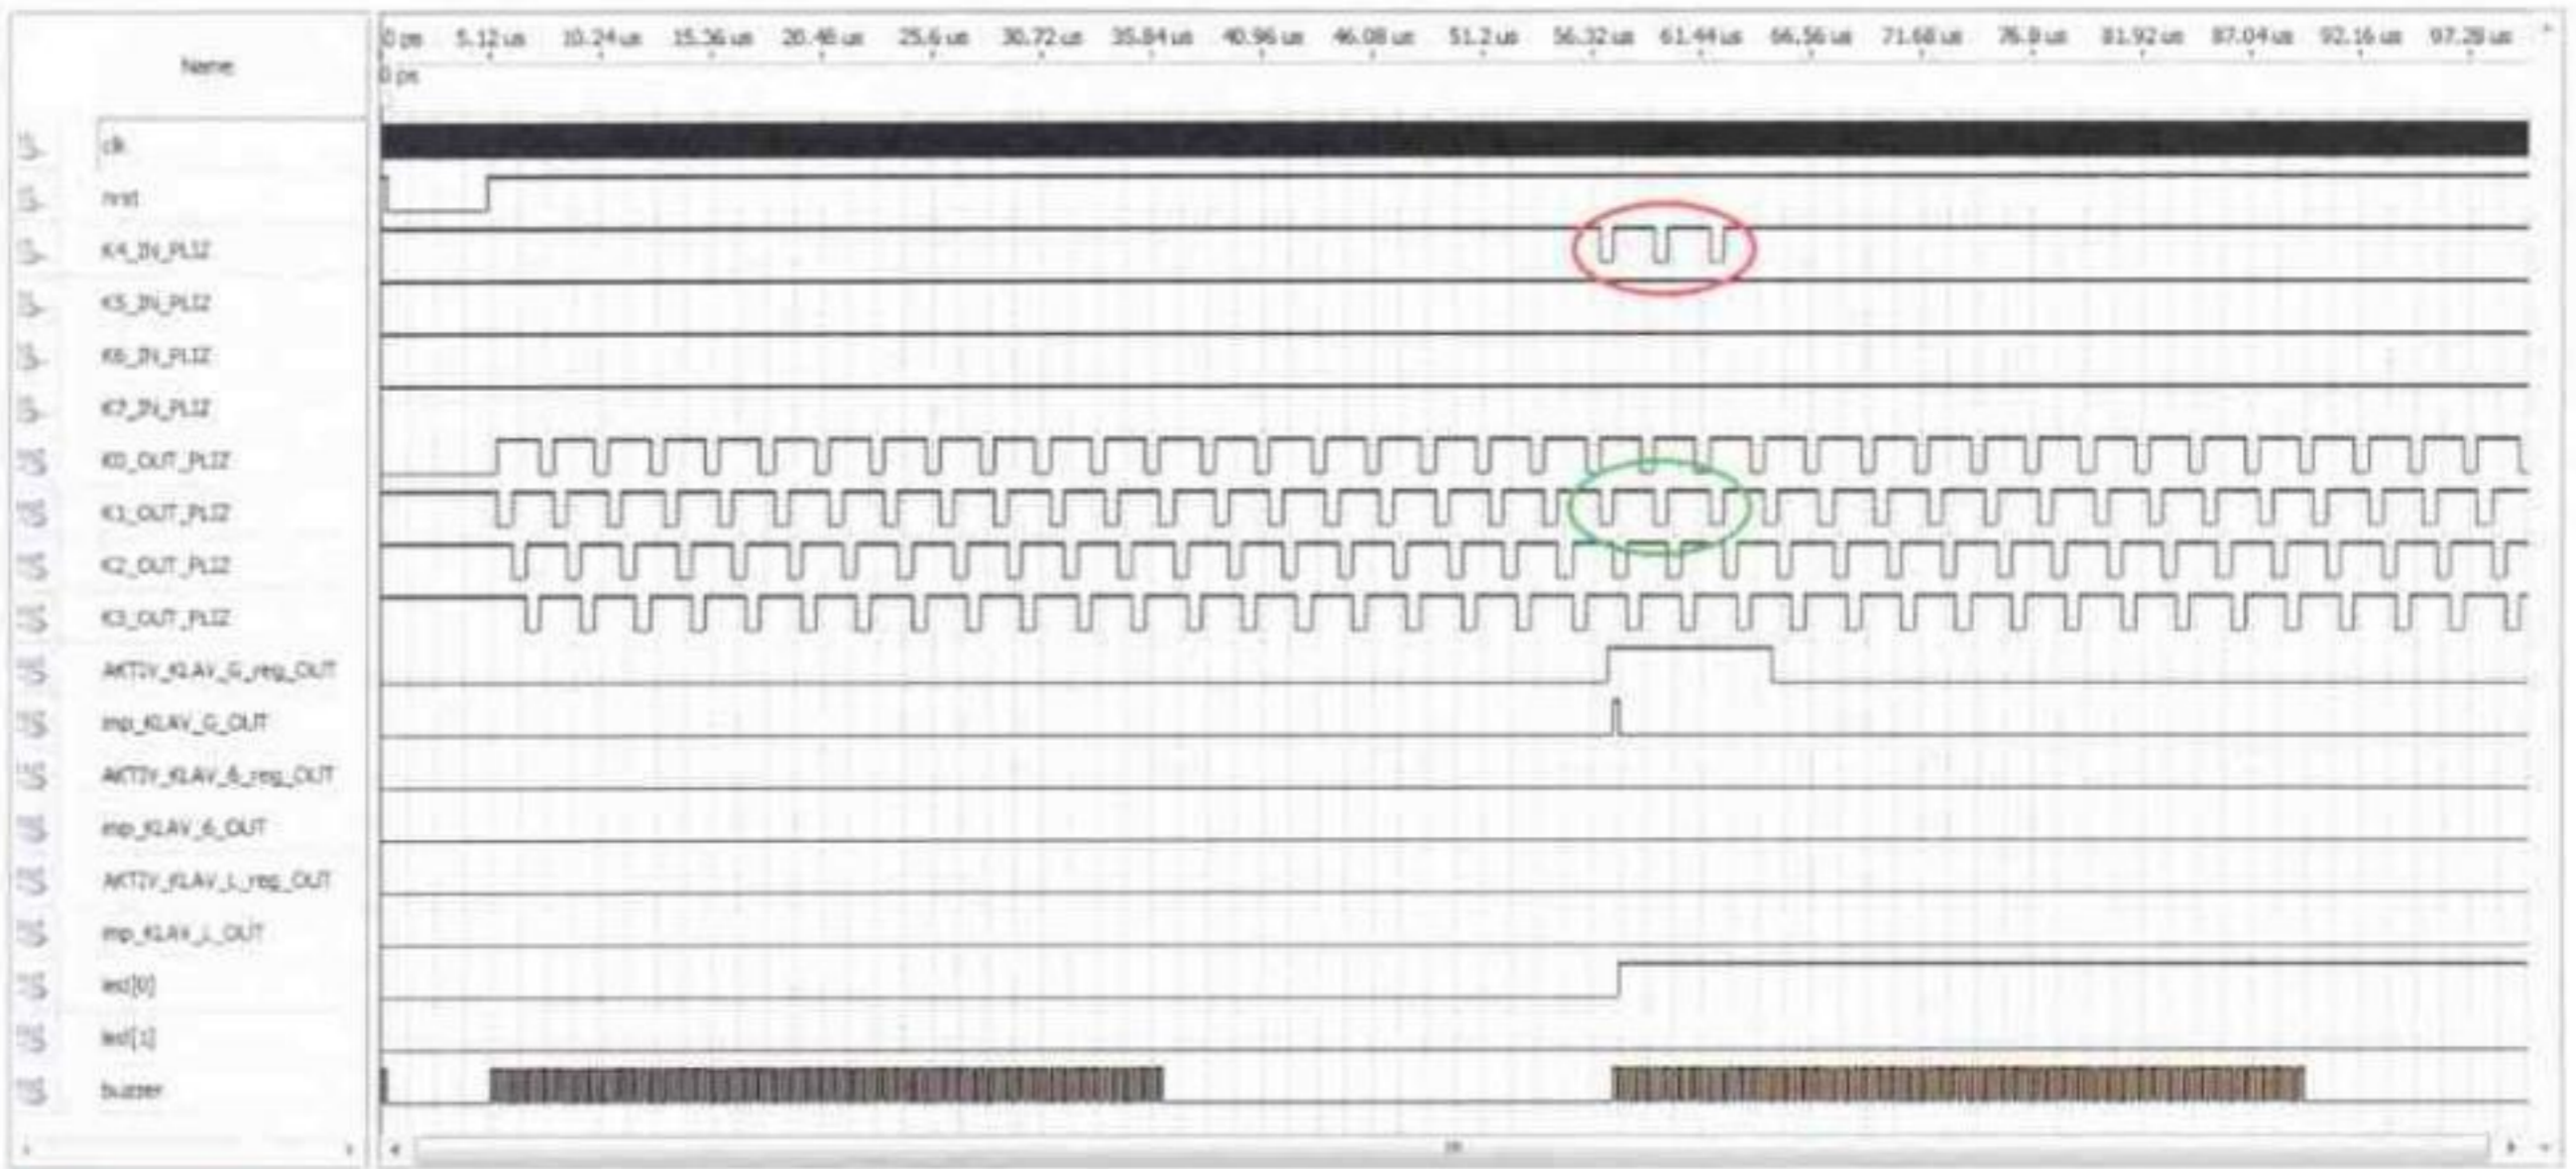 Name
0 ps 5.12 us 10.24 us 15.36 us 20.48 us 25.6 us 30.72 us 35.84 us 40.96 us 46.08 us 51.2 us 56.32 us 61.44 us 66.56 us 71.68 us 76.8 us 81.92 us 87.04 us 92.16 us 97.28 us
0 ps
clk
nrst
K4_IN_PLIZ
K5_IN_PLIZ
K6_IN_PLIZ
K7_IN_PLIZ
K0_OUT_PLIZ
K1_OUT_PLIZ
K2_OUT_PLIZ
K3_OUT_PLIZ
AKTIV_KLAV_G_reg_OUT
imp_KLAV_G_OUT
AKTIV_KLAV_6_reg_OUT
imp_KLAV_6_OUT
AKTIV_KLAV_L_reg_OUT
imp_KLAV_L_OUT
led[0]
led[1]
buzzer